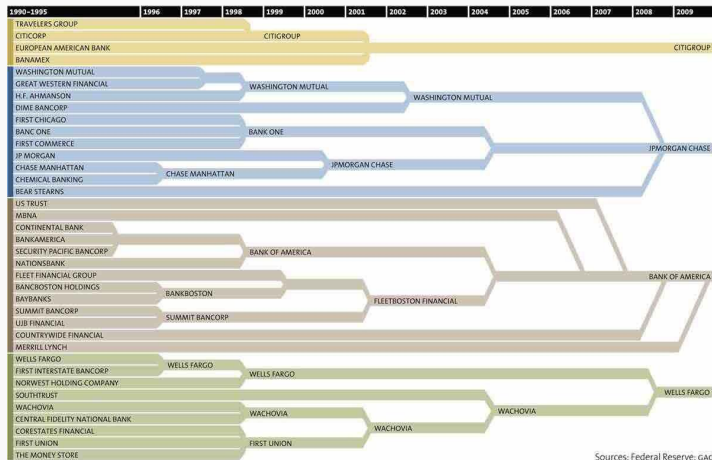 1990–1995 1996 1997 1998 1999 2000 2001 2002 2003 2004 2005 2006 2007 2008 2009
TRAVELERS GROUP
CITICORP CITIGROUP
EUROPEAN AMERICAN BANK CITIGROUP
BANAMEX
WASHINGTON MUTUAL
GREAT WESTERN FINANCIAL WASHINGTON MUTUAL
H.F. AHMANSON WASHINGTON MUTUAL
DIME BANCORP
FIRST CHICAGO
BANC ONE BANK ONE
FIRST COMMERCE JPMORGAN CHASE
JP MORGAN
CHASE MANHATTAN JPMORGAN CHASE
CHEMICAL BANKING CHASE MANHATTAN
BEAR STEARNS
US TRUST
MBNA
CONTINENTAL BANK
BANKAMERICA
SECURITY PACIFIC BANCORP BANK OF AMERICA
NATIONSBANK
FLEET FINANCIAL GROUP BANK OF AMERICA
BANCBOSTON HOLDINGS
BAYBANKS BANKBOSTON FLEETBOSTON FINANCIAL
SUMMIT BANCORP
UJB FINANCIAL SUMMIT BANCORP
COUNTRYWIDE FINANCIAL
MERRILL LYNCH
WELLS FARGO
FIRST INTERSTATE BANCORP WELLS FARGO WELLS FARGO
NORWEST HOLDING COMPANY
SOUTHTRUST WELLS FARGO
WACHOVIA WACHOVIA
CENTRAL FIDELITY NATIONAL BANK WACHOVIA
CORESTATES FINANCIAL WACHOVIA
FIRST UNION FIRST UNION
THE MONEY STORE
Sources: Federal Reserve; GAO